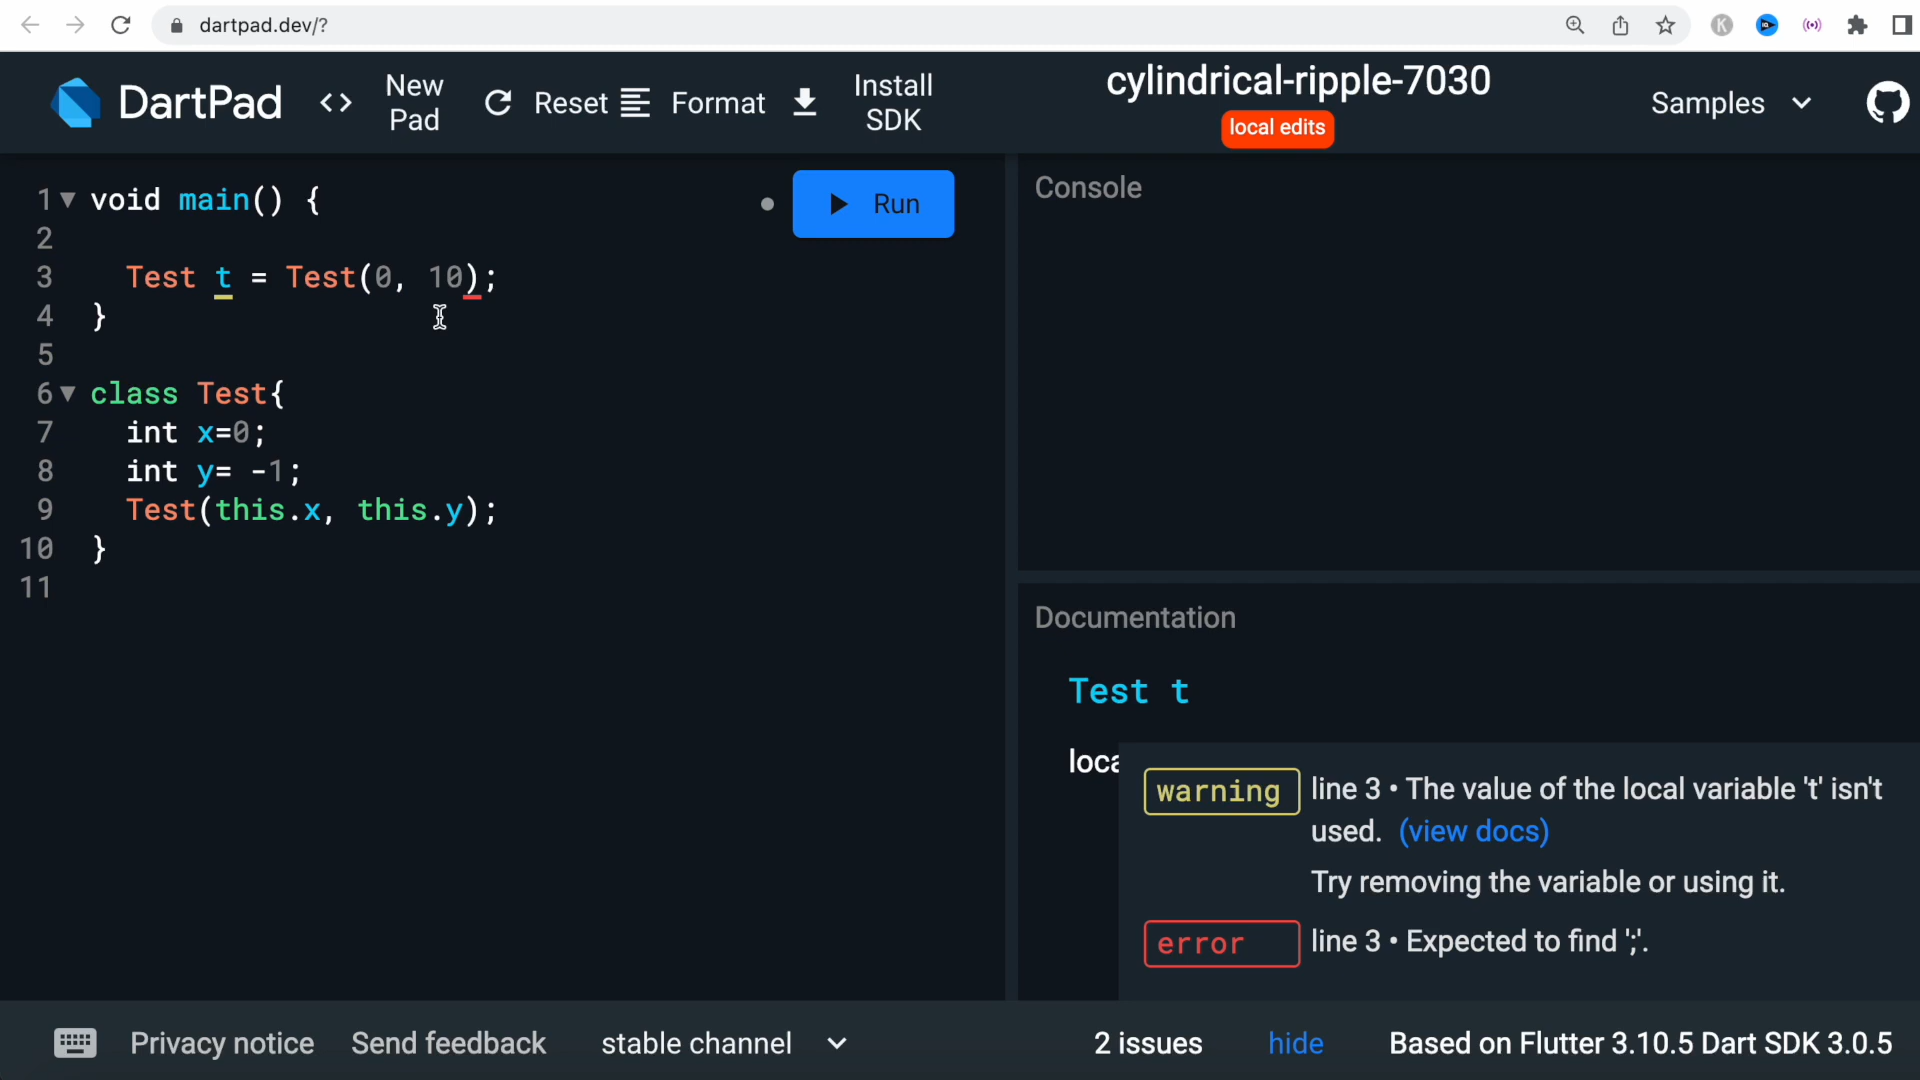 dartpad.dev/?
DartPad
<>
New
Pad
Reset
Format
Install
SDK
cylindrical-ripple-7030
local edits
Samples
1 void main() {
2
3 Test t = Test(0, 10);
4 }
5
6 class Test{
7 int x=0;
8 int y= -1;
9 Test(this.x, this.y);
10 }
11
Run
Console
Documentation
Test t
loca
warning line 3 • The value of the local variable 't' isn't
used. (view docs)
Try removing the variable or using it.
error line 3 • Expected to find ';'.
Privacy notice
Send feedback
stable channel
2 issues
hide
Based on Flutter 3.10.5 Dart SDK 3.0.5